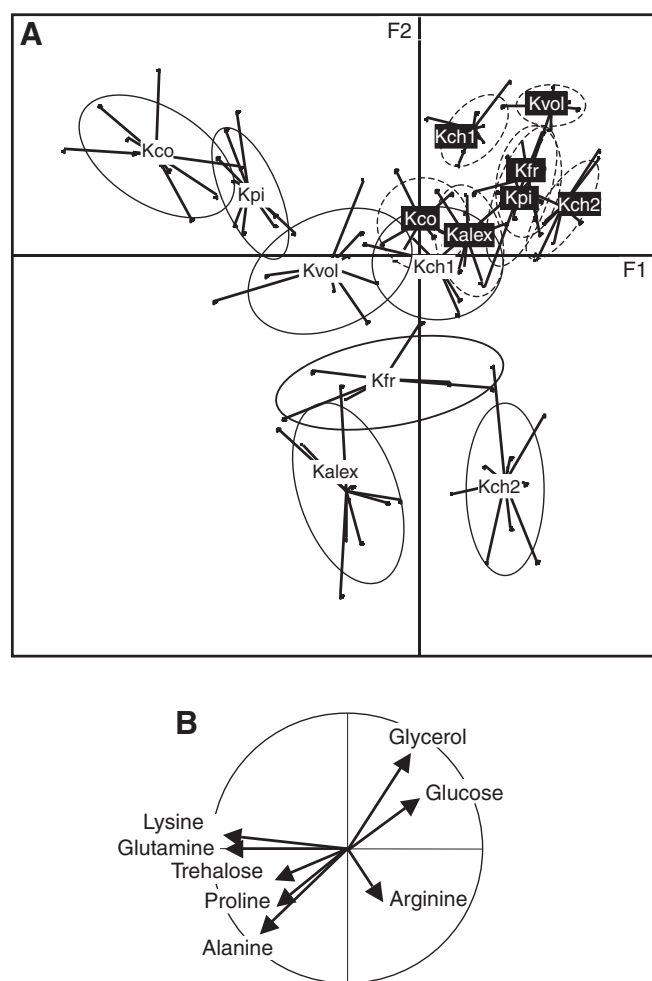 A
F2
Kvol
Kch1
Kco
Kfr
Kpi
Kpi
Kch2
Kco
Kalex
Kvol
Kch1
F1
Kfr
Kalex
Kch2
B
Glycerol
Glucose
Lysine
Glutamine
Trehalose
Proline
Arginine
Alanine